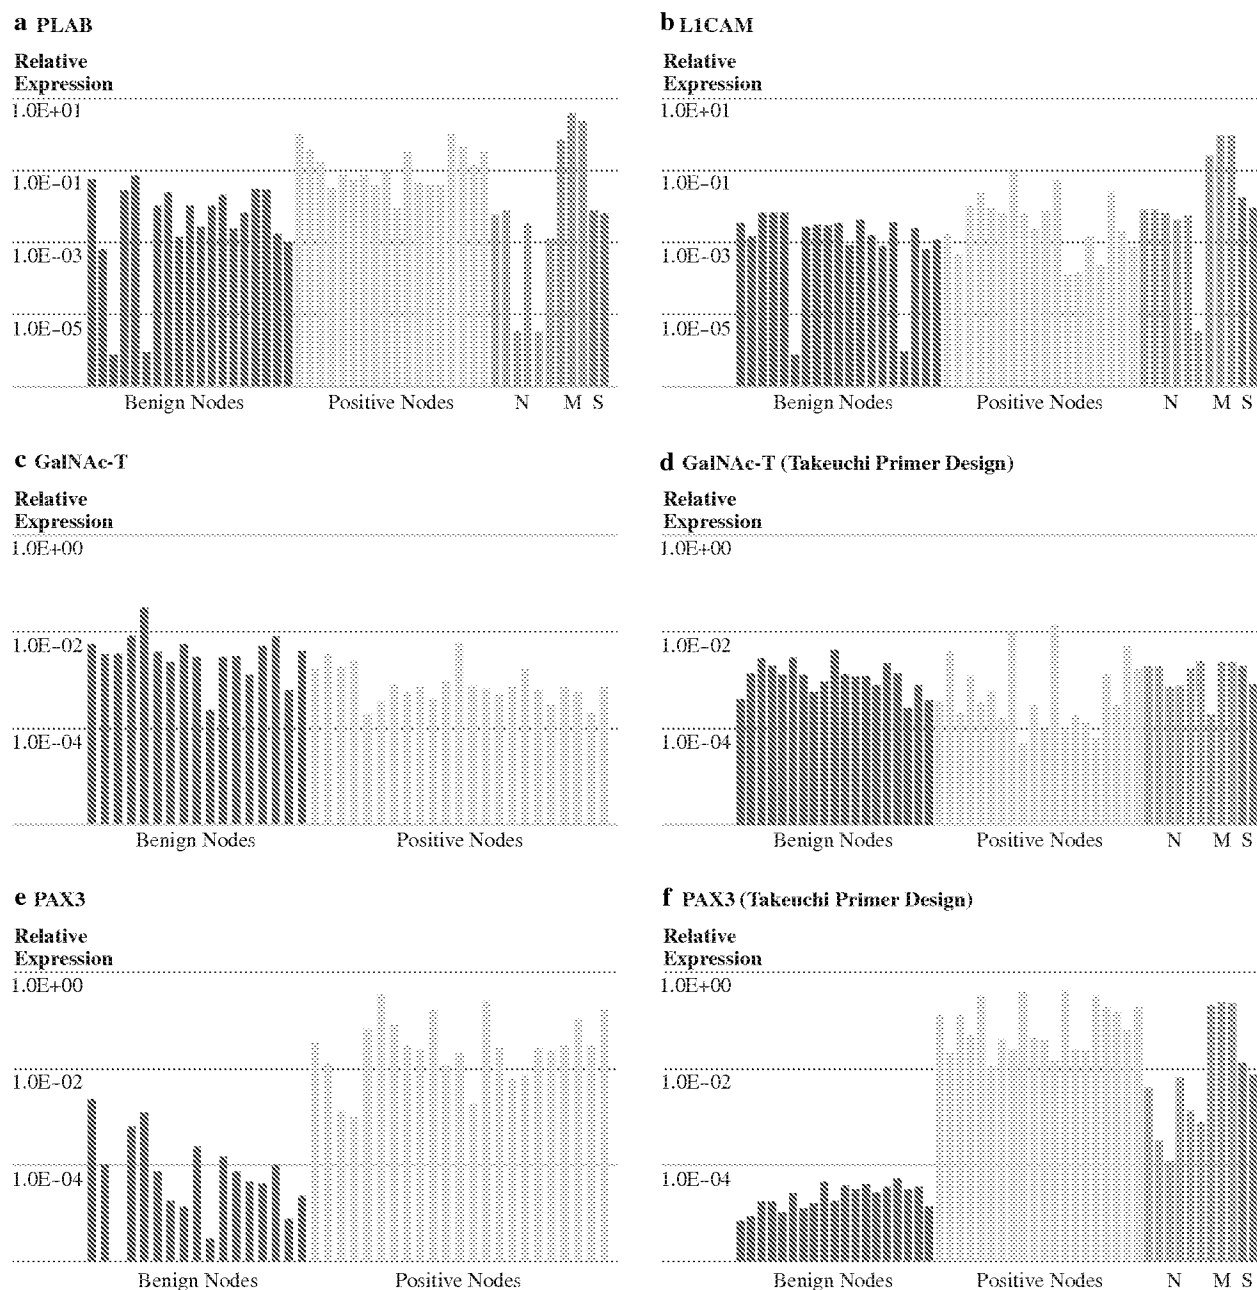 a PLAB
Relative
Expression
1.0E+01
1.0E−01
1.0E−03
1.0E−05
Benign Nodes
Positive Nodes
N
M
S
b L1CAM
Relative
Expression
1.0E+01
1.0E−01
1.0E−03
1.0E−05
Benign Nodes
Positive Nodes
N
M
S
c GalNAc-T
Relative
Expression
1.0E+00
1.0E−02
1.0E−04
Benign Nodes
Positive Nodes
d GalNAc-T (Takeuchi Primer Design)
Relative
Expression
1.0E+00
1.0E−02
1.0E−04
Benign Nodes
Positive Nodes
N
M
S
e PAX3
Relative
Expression
1.0E+00
1.0E−02
1.0E−04
Benign Nodes
Positive Nodes
f PAX3 (Takeuchi Primer Design)
Relative
Expression
1.0E+00
1.0E−02
1.0E−04
Benign Nodes
Positive Nodes
N
M
S